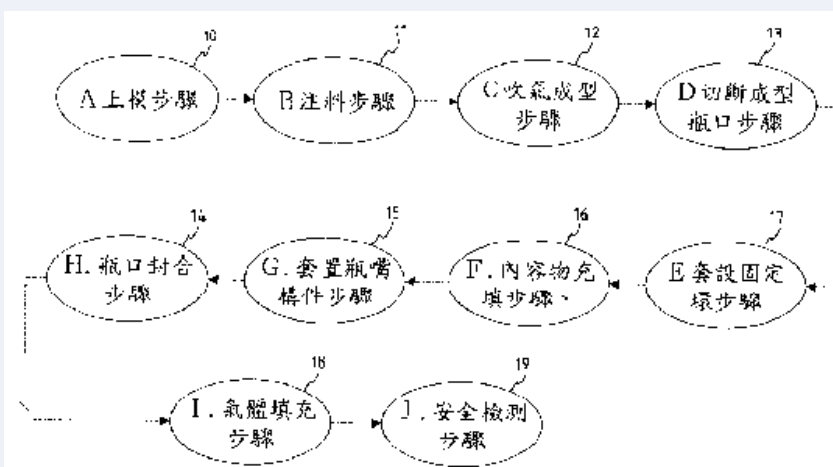 10
11
12
13
A上模步驟
B注料步驟
C吹氣成型
步驟
D切斷成型
瓶口步驟
14
15
16
17
H.瓶口封合
步驟
G.套置瓶嘴
構件步驟
F.內容物充
填步驟、
E套設固定
環步驟
18
19
I.氣體填充
步驟
J.安全檢測
步驟